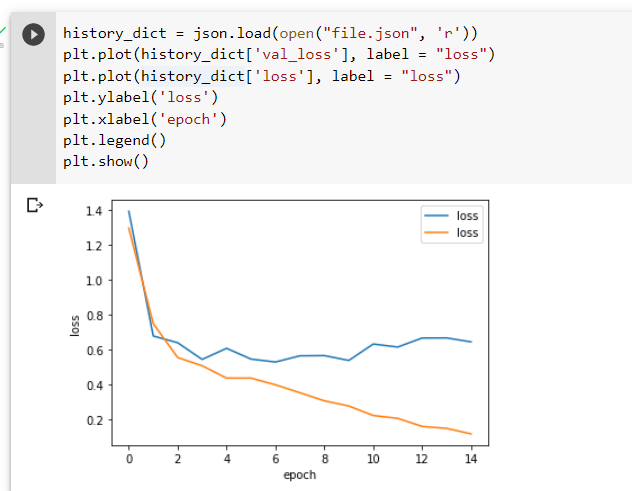 history_dict = json.load(open("file.json", 'r'))
plt.plot(history_dict['val_loss'], label = "loss")
plt.plot(history_dict['loss'], label = "loss")
plt.ylabel('loss')
plt.xlabel('epoch')
plt.legend()
plt.show()
loss
loss
1.4
1.2
1.0
0.8
0.6
0.4
0.2
loss
0 2 4 6 8 10 12 14
epoch